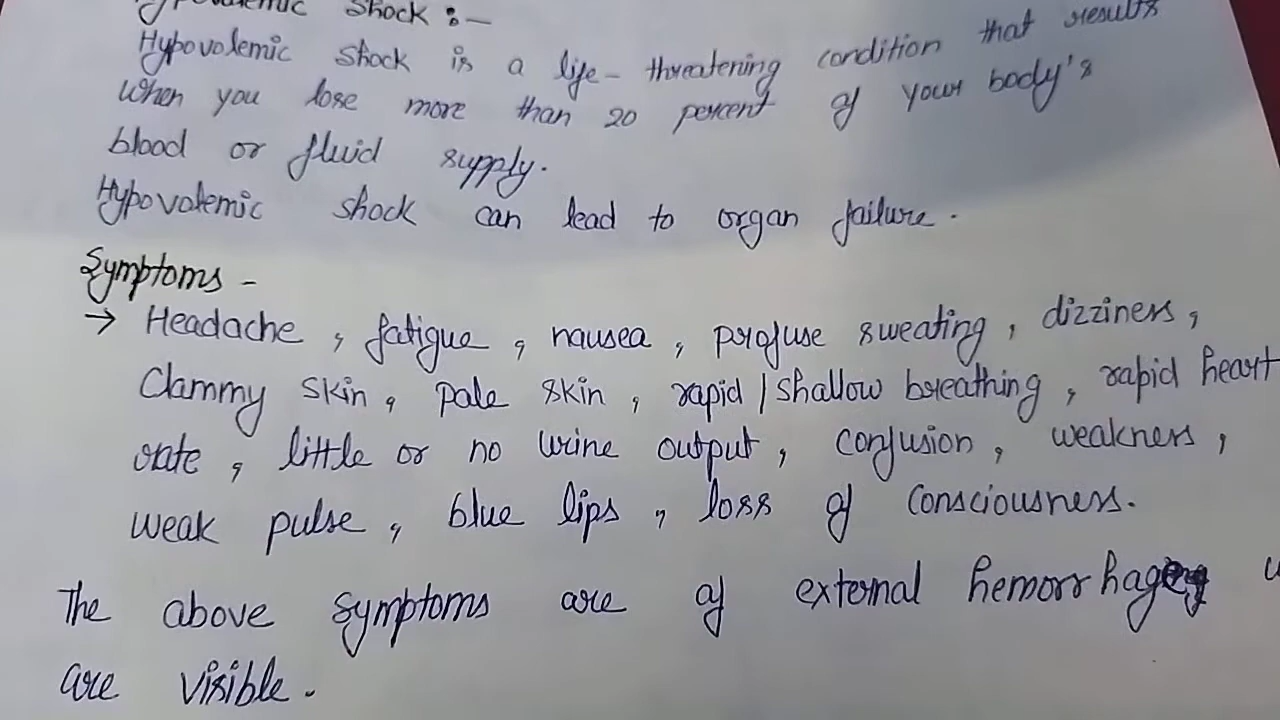 Shock :-
Hypovolemic shock is a life-threatening condition that results
when you lose more than 20 percent of your body's
blood or fluid supply.
Hypovolemic shock can lead to organ failure.
Symptoms -
→ Headache, fatigue, nausea, profuse sweating, dizziness,
Clammy skin, pale skin, rapid/shallow breathing, rapid heart
rate, little or no urine output, confusion, weakness,
weak pulse, blue lips, loss of consciousness.
The above symptoms are of external hemorrhage
are visible.